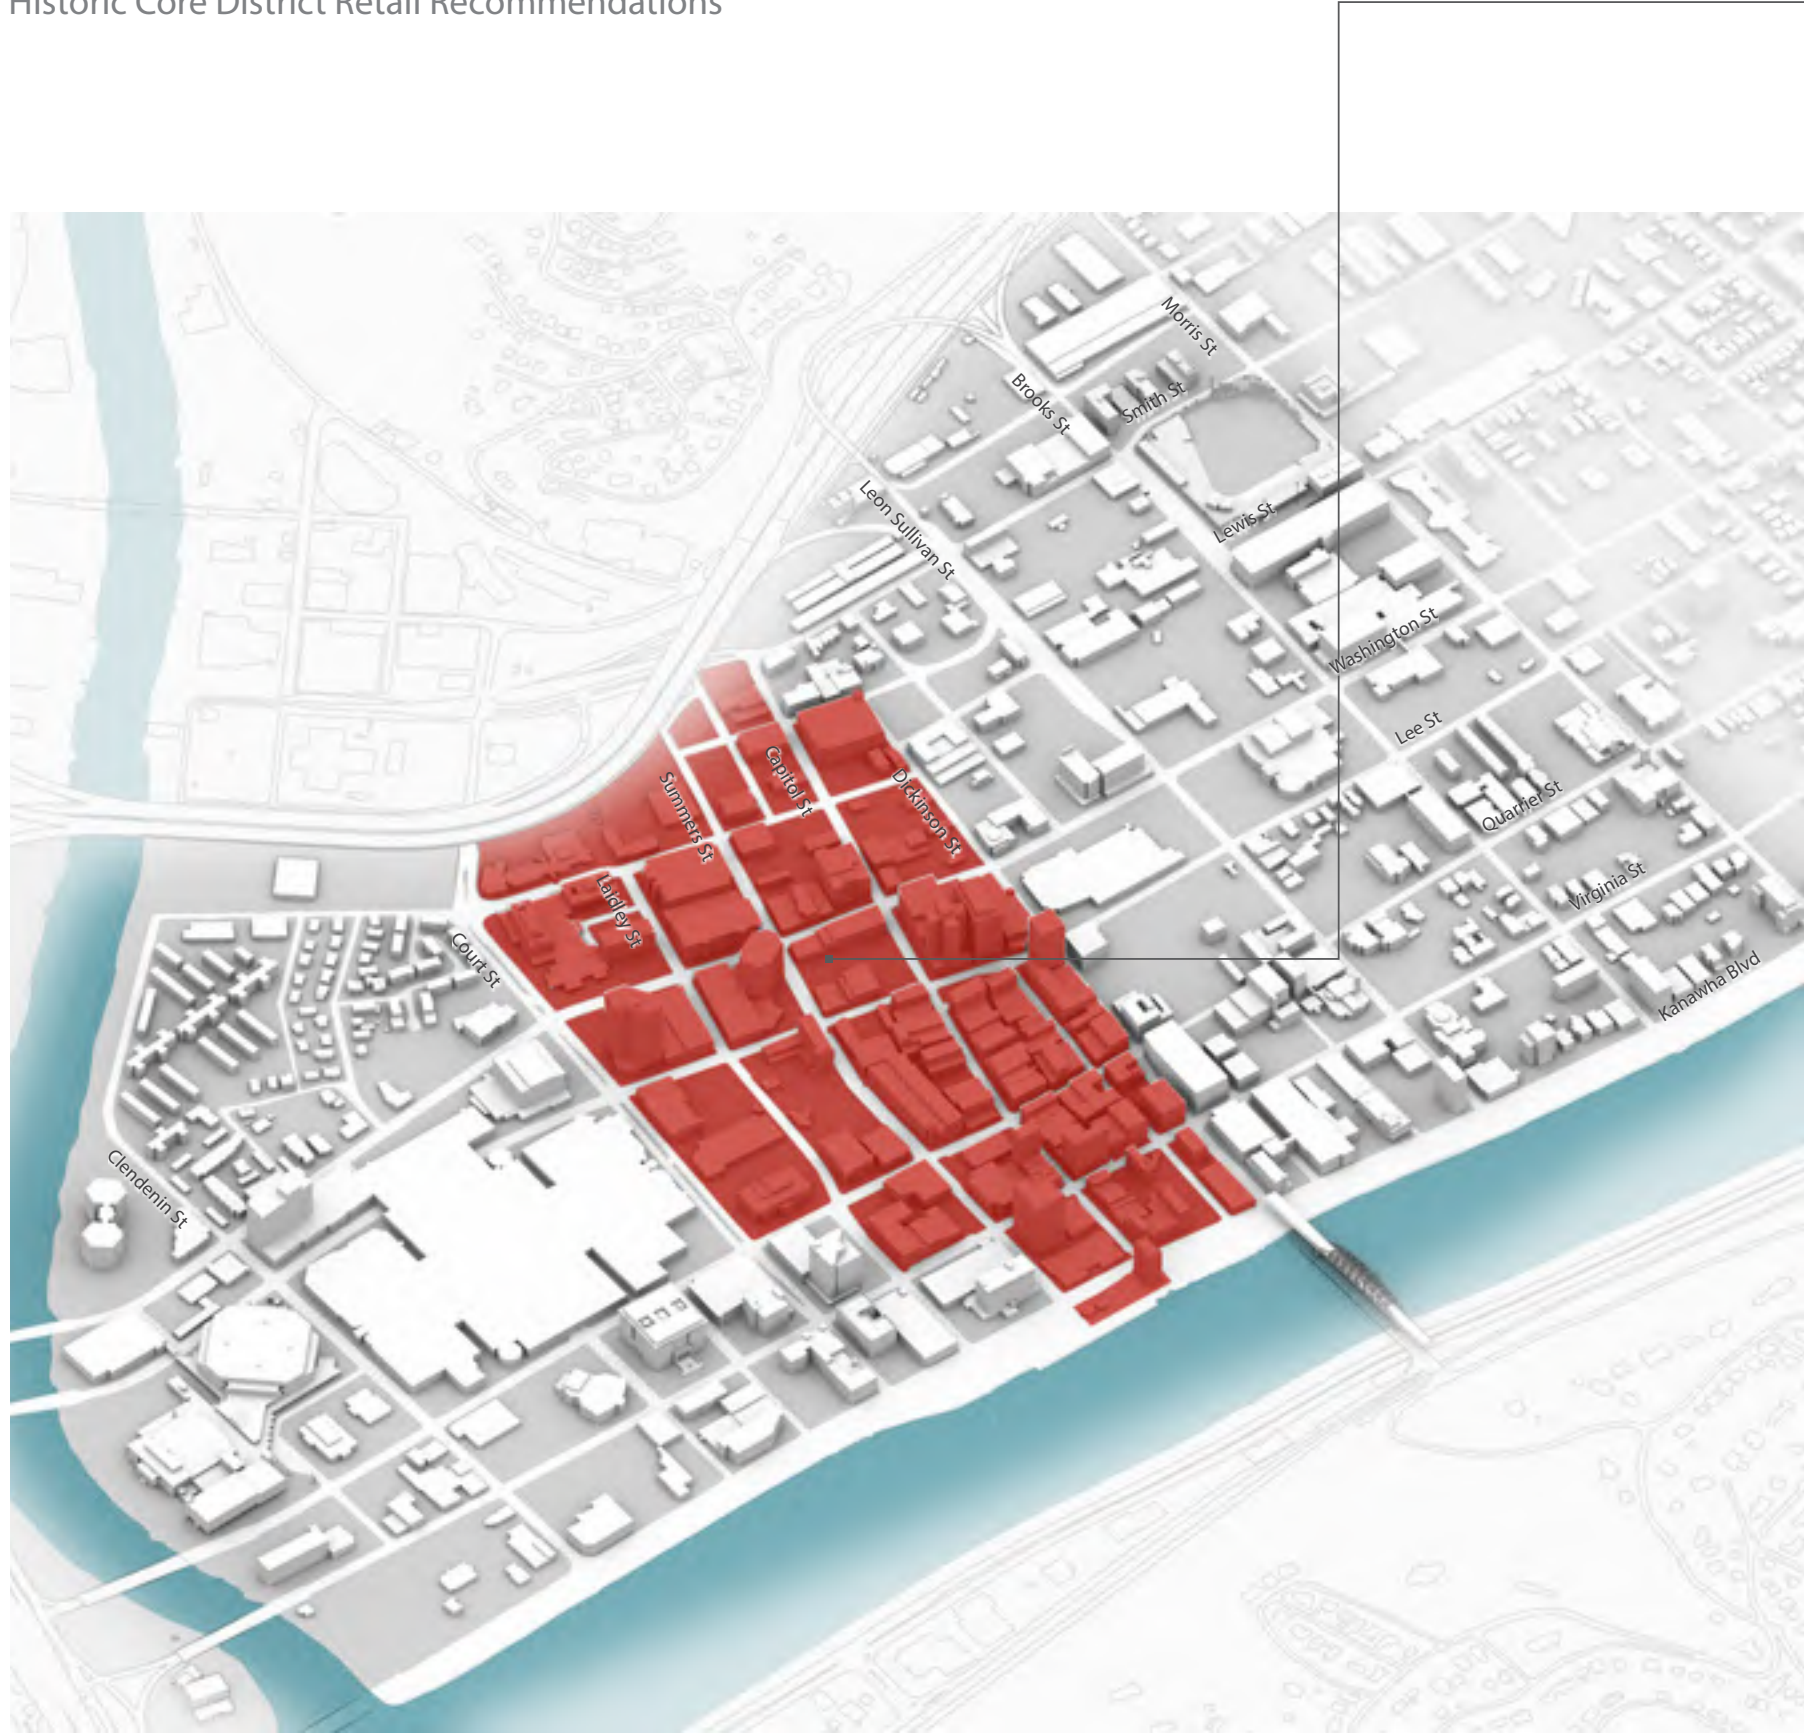 Historic Core District Retail Recommendations
Morris St
Brooks St
Smith St
Leon Sullivan St
Lewis St
Washington St
Lee St
Capitol St
Summers St
Dickinson St
Quarrier St
Laidley St
Virginia St
Court St
Kanawha Blvd
Clendenin St